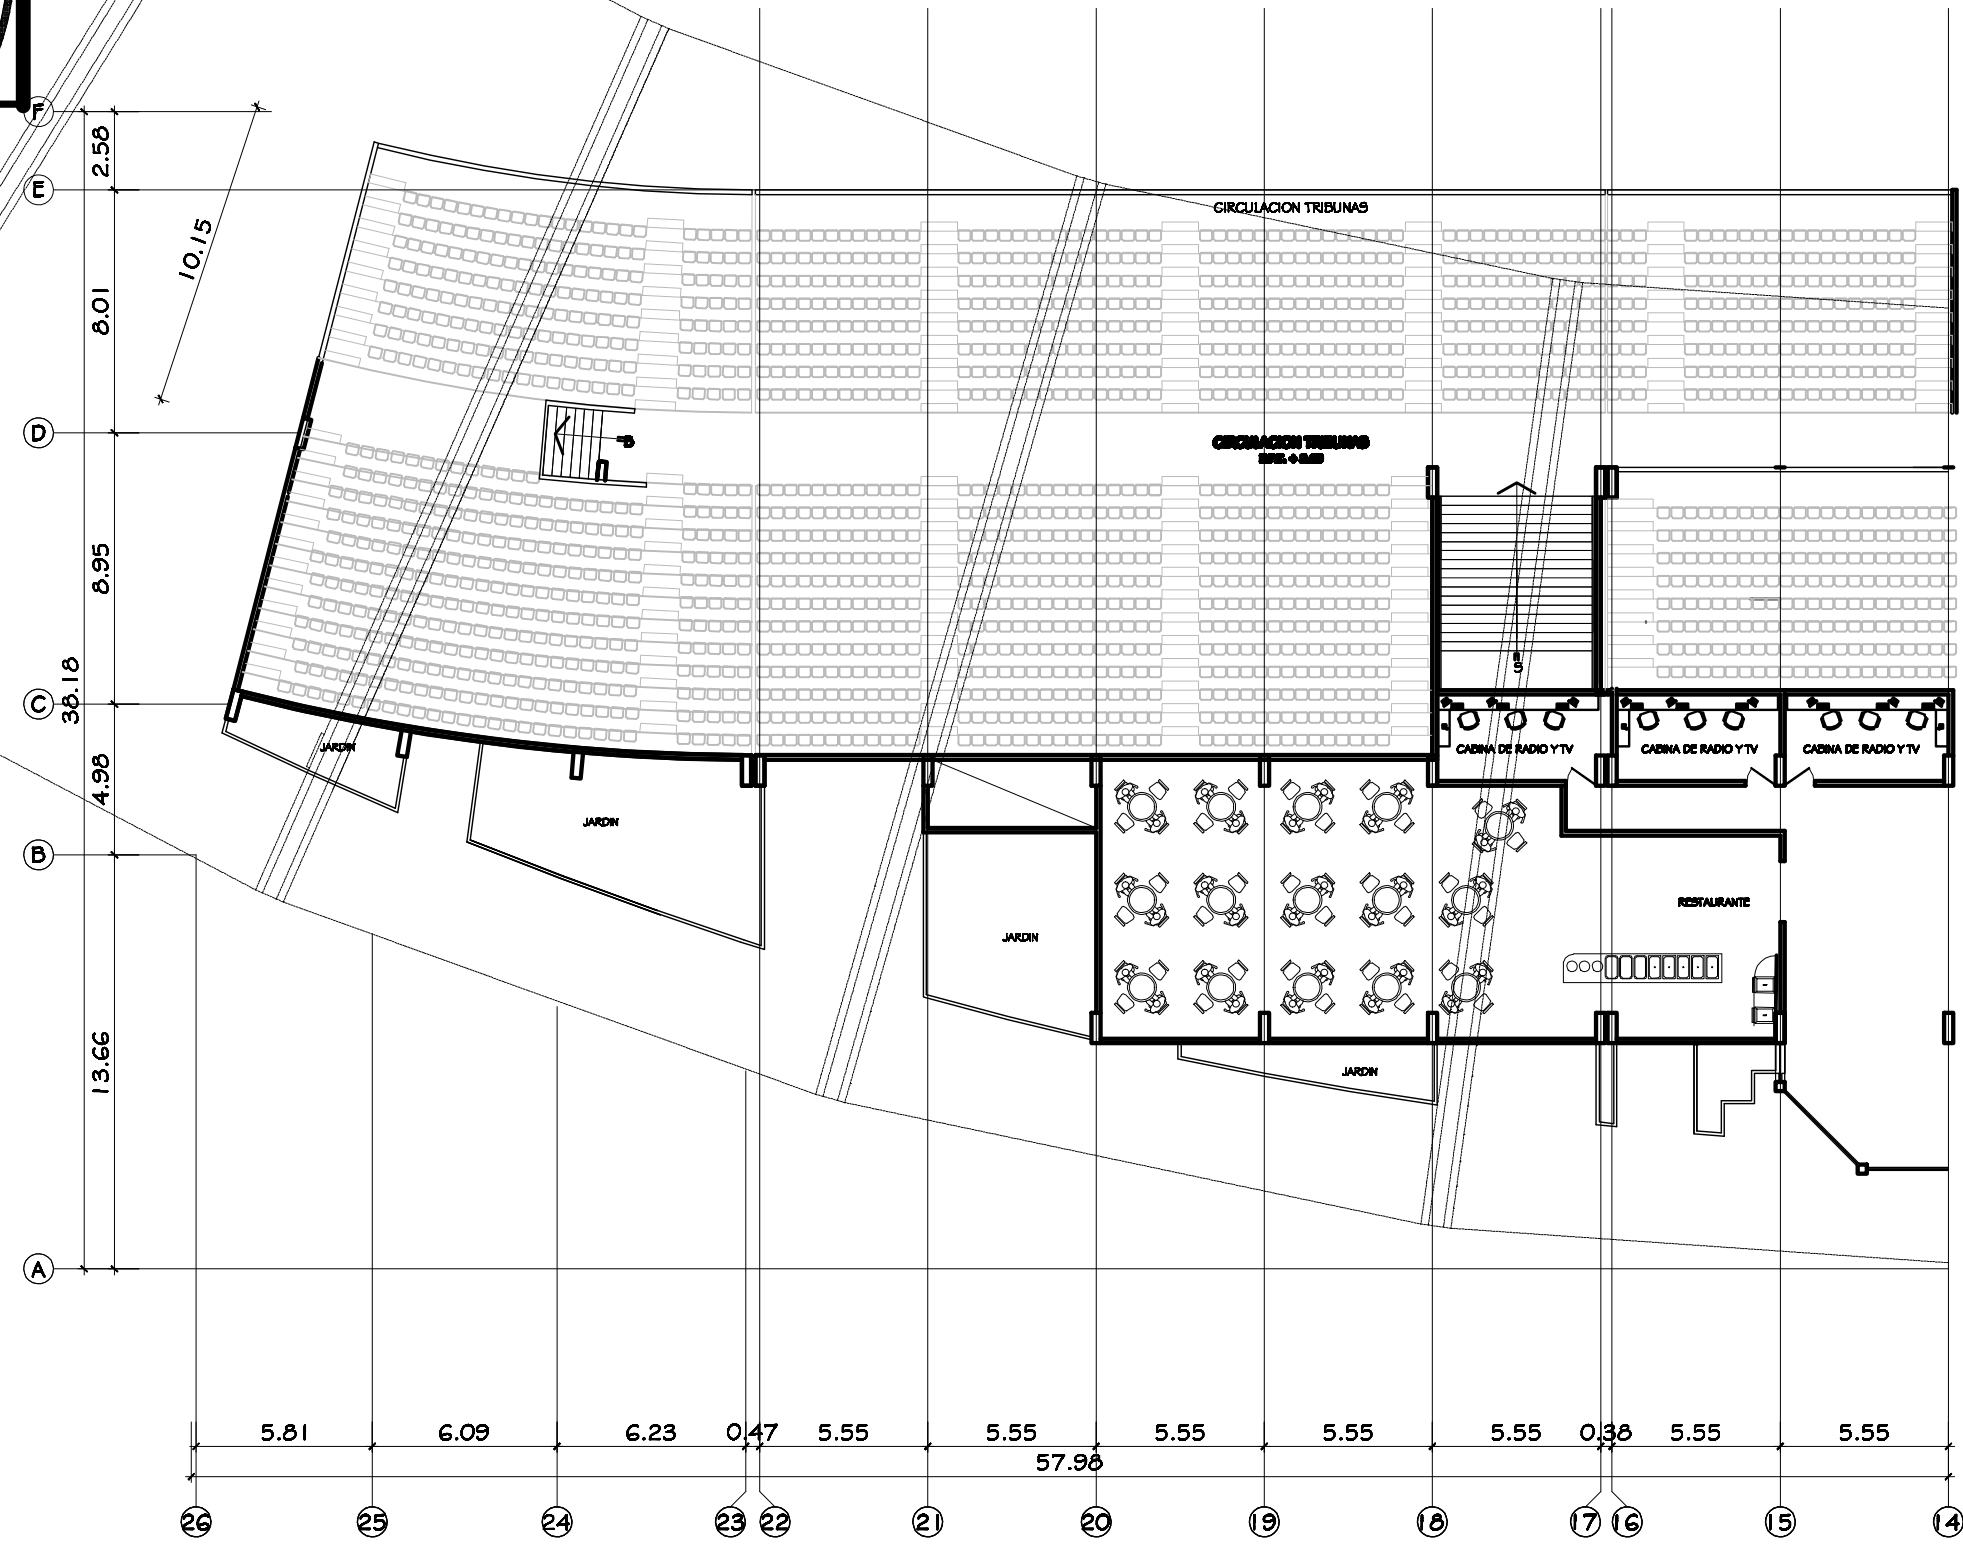 F
2.58
E
CIRCULACION TRIBUNAS
10.15
8.01
D
B
CIRCULACION TRIBUNAS
8.95
S
38.18
C
JARDIN
CABINA DE RADIO Y TV
CABINA DE RADIO Y TV
CABINA DE RADIO Y TV
4.98
JARDIN
B
RESTAURANTE
JARDIN
13.66
JARDIN
A
5.81 6.09 6.23 0.47 5.55 5.55 5.55 5.55 5.55 0.38 5.55 5.55
57.98
26 25 24 23 22 21 20 19 18 17 16 15 14